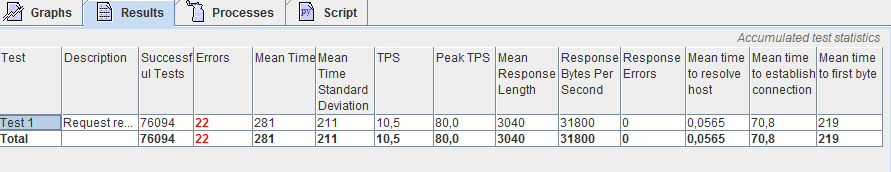 Graphs Results Processes Script
Accumulated test statistics
Test Description Successf Errors Mean Time Mean TPS Peak TPS Mean Response Response Mean time Mean time Mean time
ul Tests Time Response Bytes Per Errors to resolve to establish to first byte
Standard Length Second host connection
Deviation
Test 1 Request re... 76094 22 281 211 10,5 80,0 3040 31800 0 0,0565 70,8 219
Total 76094 22 281 211 10,5 80,0 3040 31800 0 0,0565 70,8 219